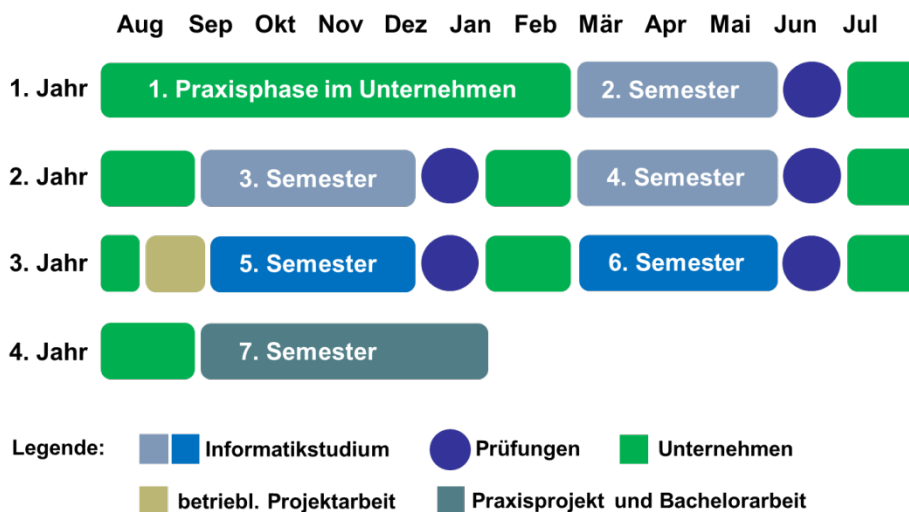 Aug Sep Okt Nov Dez Jan Feb Mär Apr Mai Jun Jul
1. Jahr 1. Praxisphase im Unternehmen 2. Semester
2. Jahr 3. Semester 4. Semester
3. Jahr 5. Semester 6. Semester
4. Jahr 7. Semester
Legende: Informatikstudium Prüfungen Unternehmen
betriebl. Projektarbeit Praxisprojekt und Bachelorarbeit